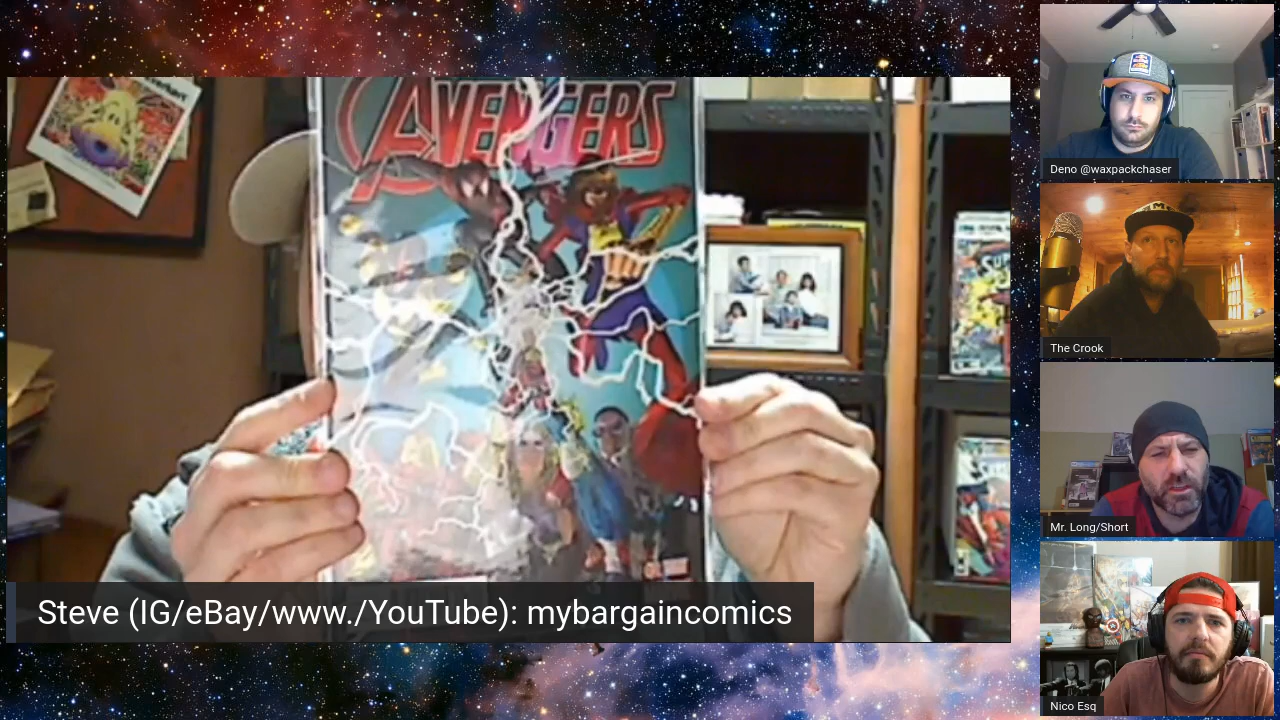 AVENGERS
Steve (IG/eBay/www./YouTube): mybargaincomics
Deno @waxpackchaser
The Crook
Mr. Long/Short
Nico Esq